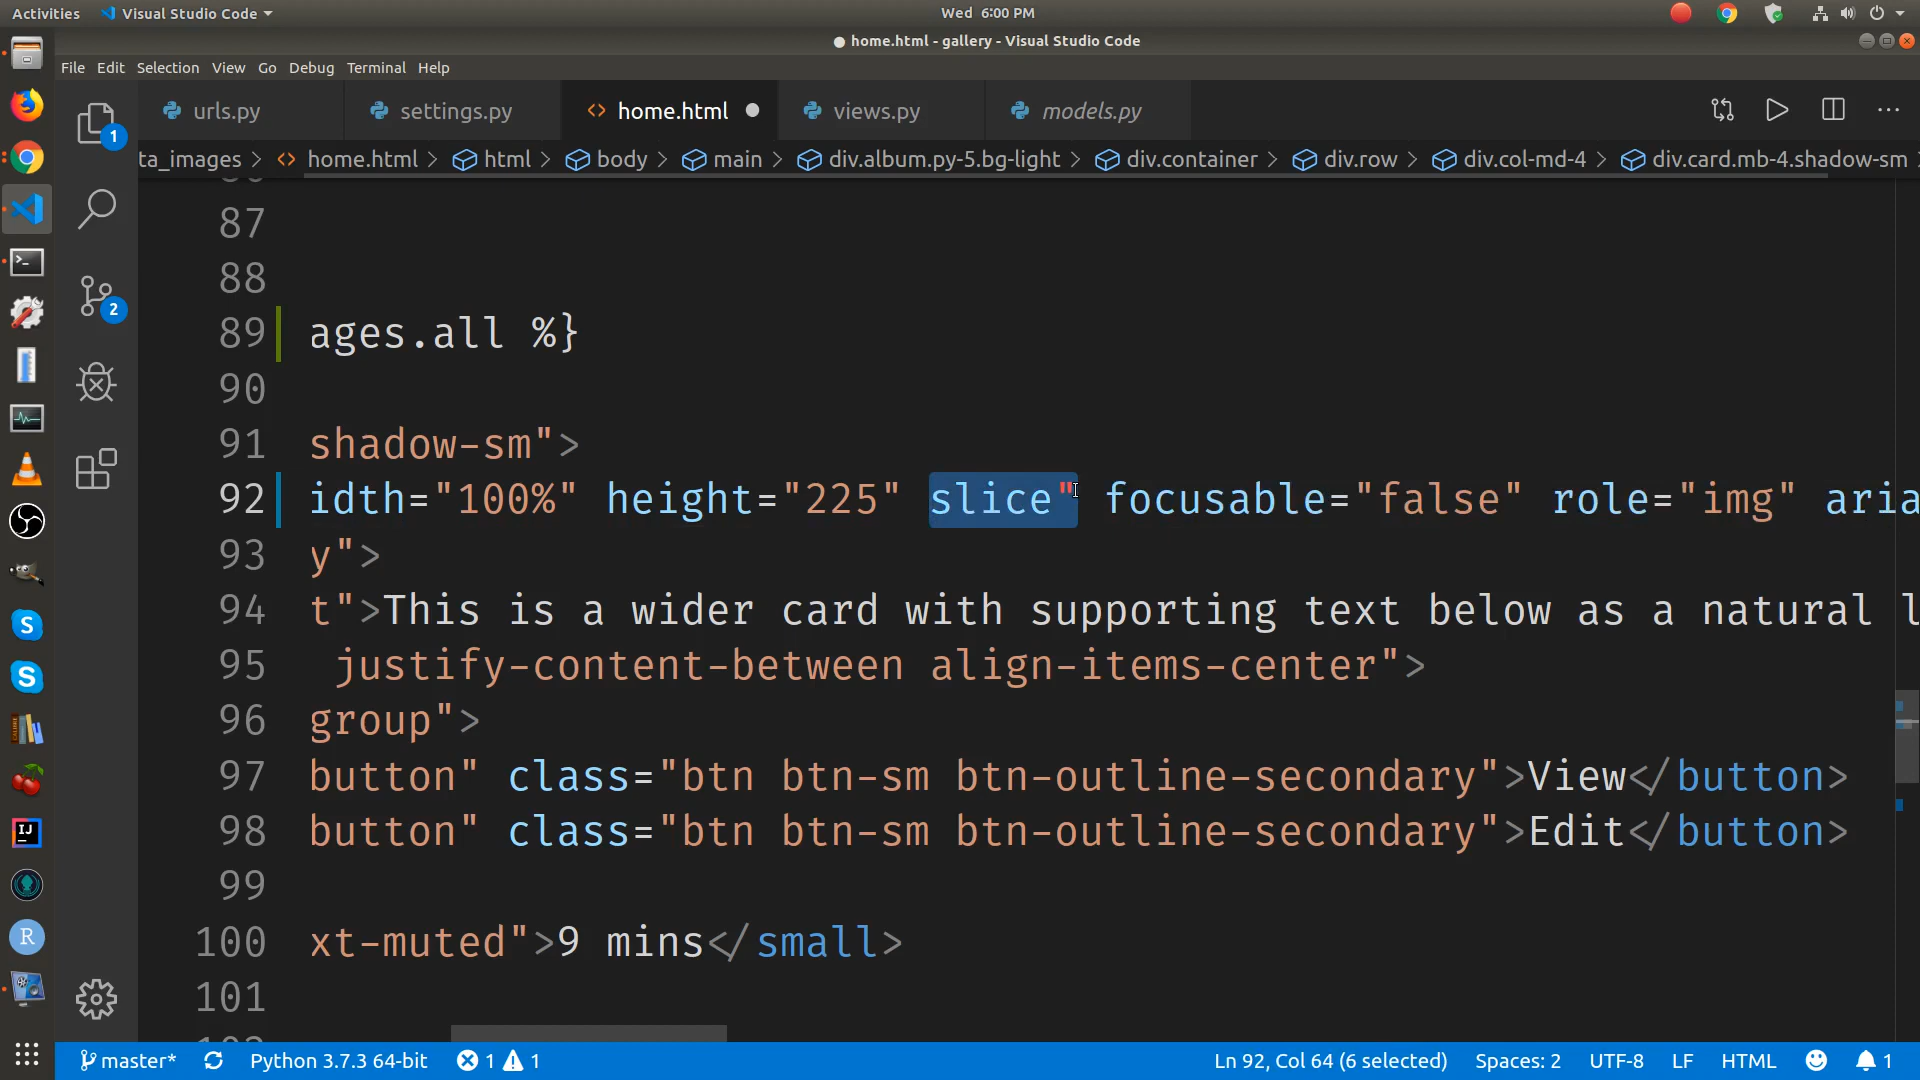 Activities Visual Studio Code Wed 6:00 PM
● home.html - gallery - Visual Studio Code
File Edit Selection View Go Debug Terminal Help
urls.py settings.py home.html views.py models.py
ta_images > home.html > html > body > main > div.album.py-5.bg-light > div.container > div.row > div.col-md-4 > div.card.mb-4.shadow-sm >
87
88
89 ages.all %}
90
91 shadow-sm">
92 idth="100%" height="225" slice" focusable="false" role="img" aria
93 y">
94 t">This is a wider card with supporting text below as a natural l
95 justify-content-between align-items-center">
96 group">
97 button" class="btn btn-sm btn-outline-secondary">View</button>
98 button" class="btn btn-sm btn-outline-secondary">Edit</button>
99
100 xt-muted">9 mins</small>
101
1
2
master* Python 3.7.3 64-bit 1 1 Ln 92, Col 64 (6 selected) Spaces: 2 UTF-8 LF HTML 1